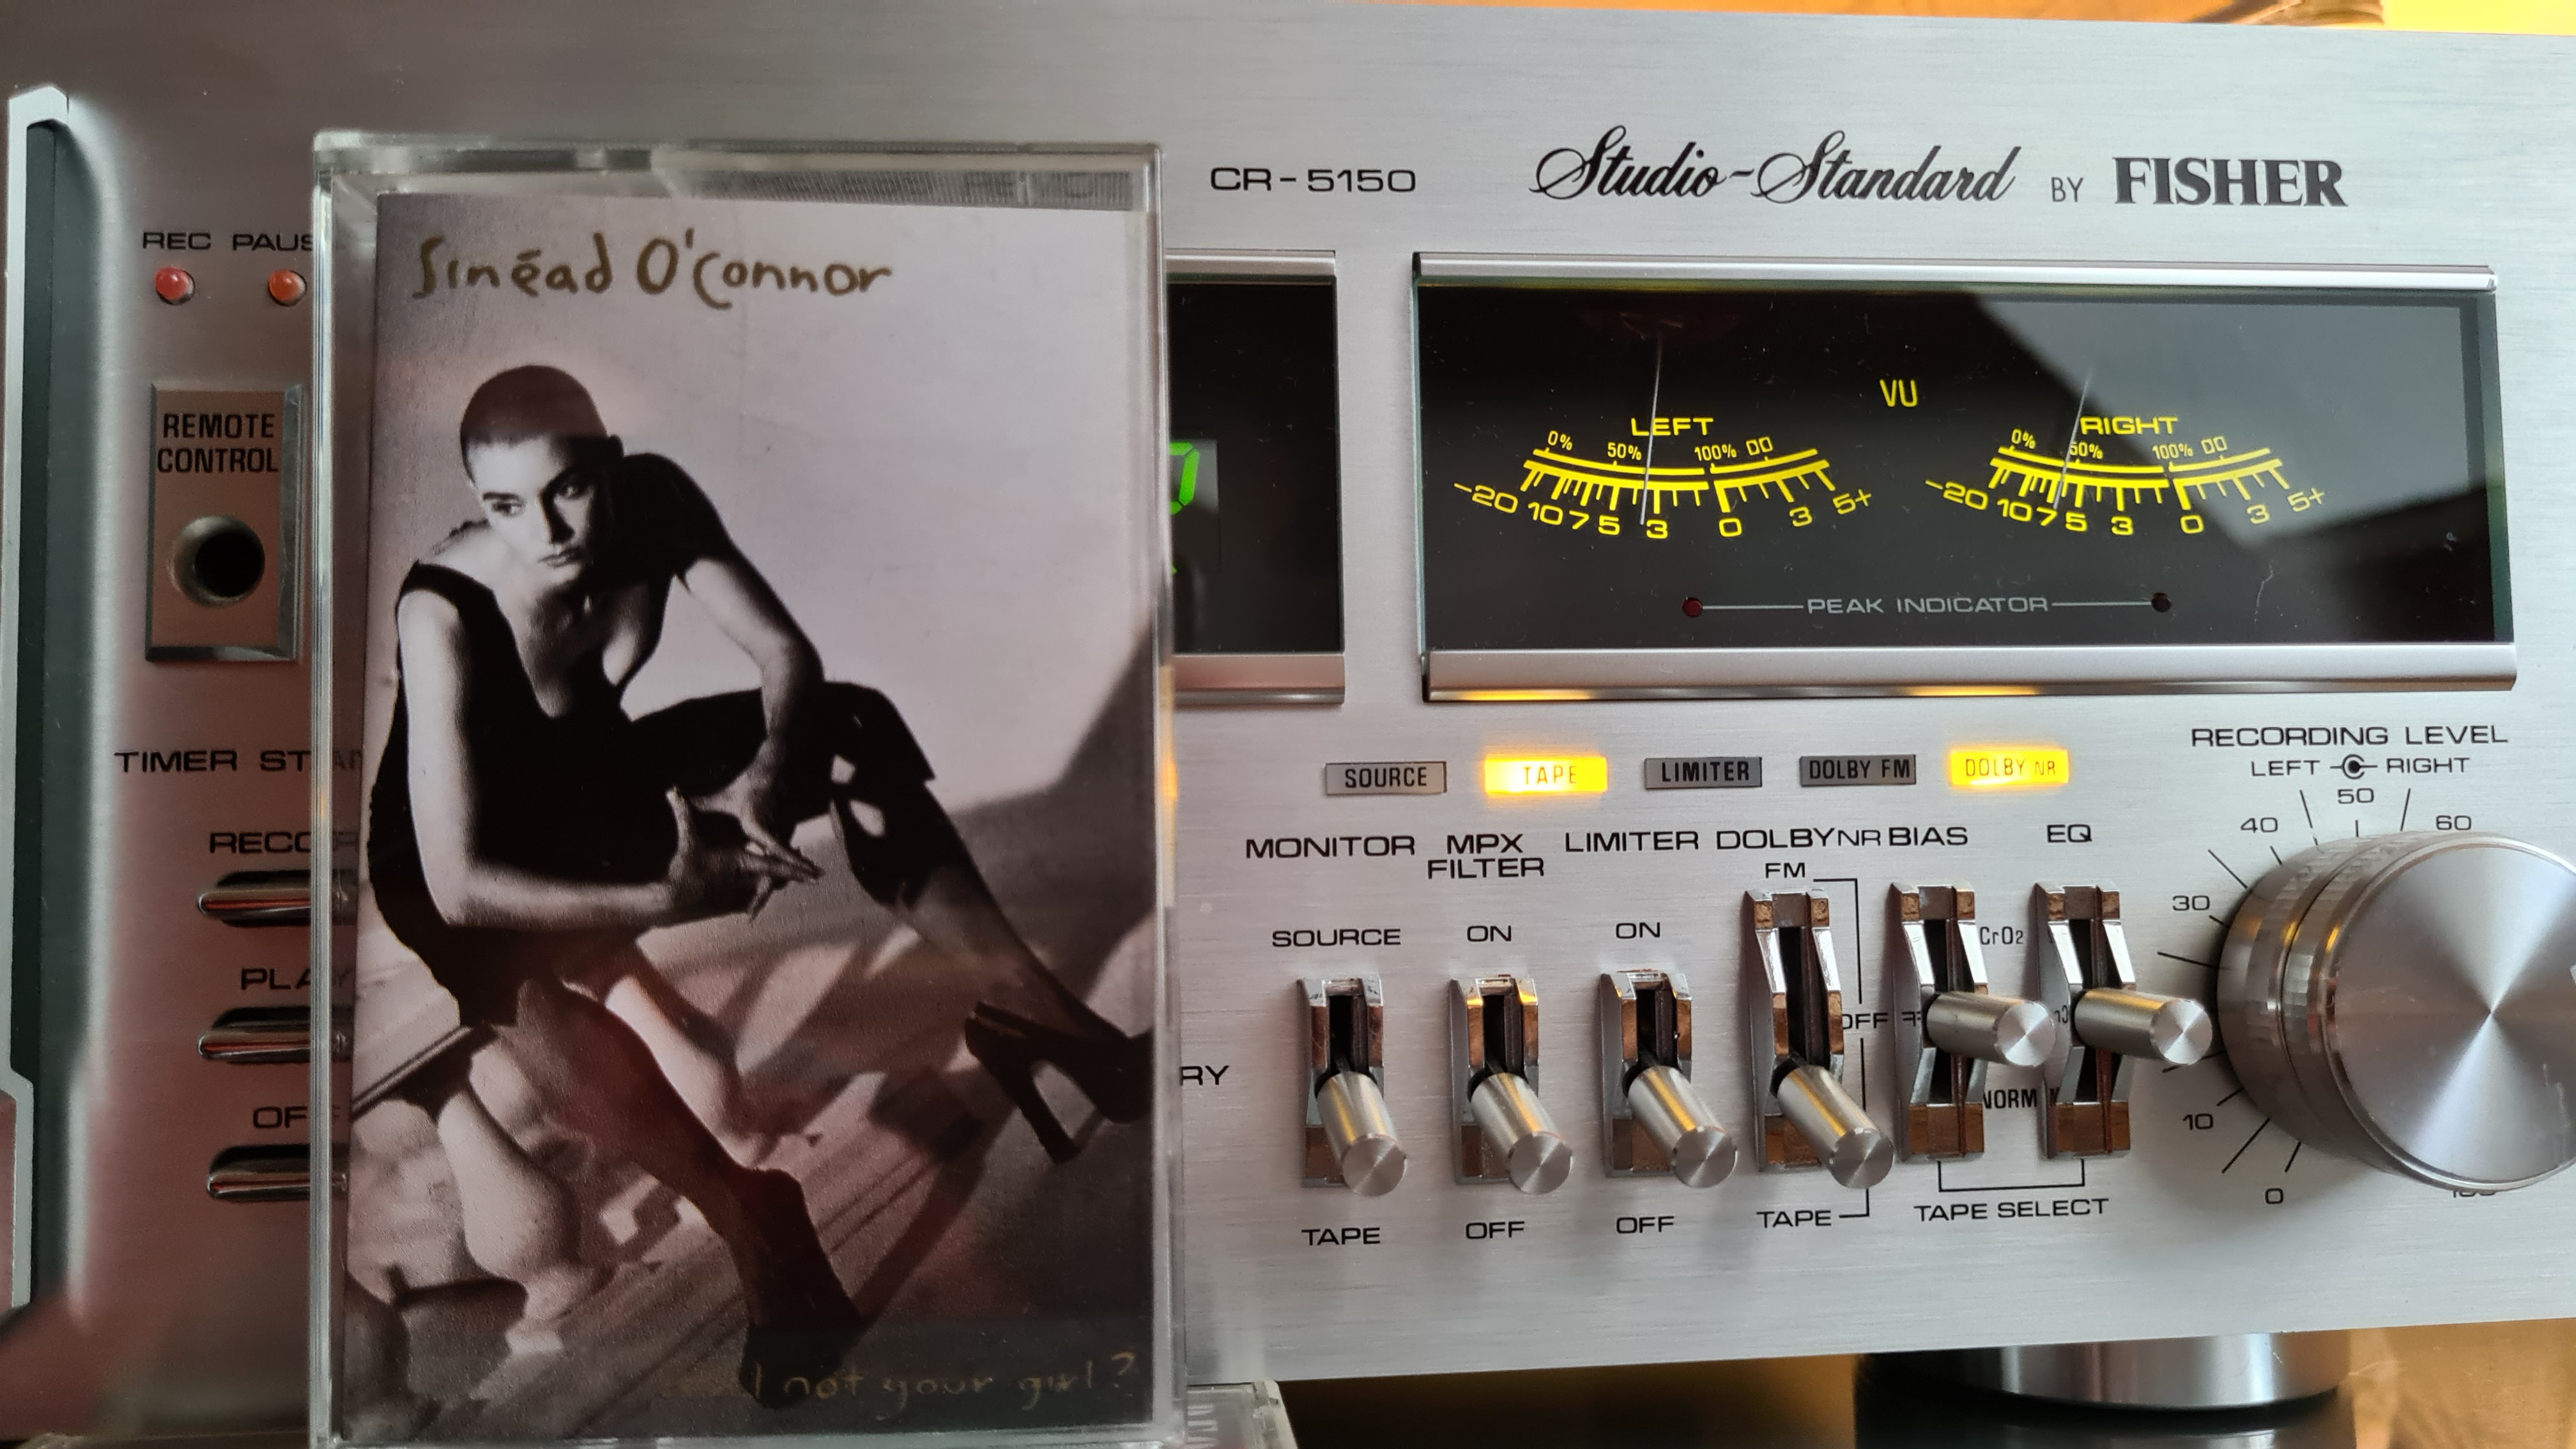 Sinéad O'Connor
not your girl?
CR-5150
Studio-Standard BY FISHER
REC
REMOTE
CONTROL
TIMER
VU
LEFT
RIGHT
0% 50% 100%
0% 50% 100%
-20 10 7 5 3 0 3 5+
-20 10 7 5 3 0 3 5+
PEAK INDICATOR
SOURCE TAPE LIMITER DOLBY FM DOLBY NR
MONITOR MPX FILTER LIMITER DOLBY NR BIAS EQ
FM
SOURCE ON ON CrO2
OFF
NORM
TAPE OFF OFF TAPE
TAPE SELECT
RECORDING LEVEL
LEFT RIGHT
50
40 60
30
10
0